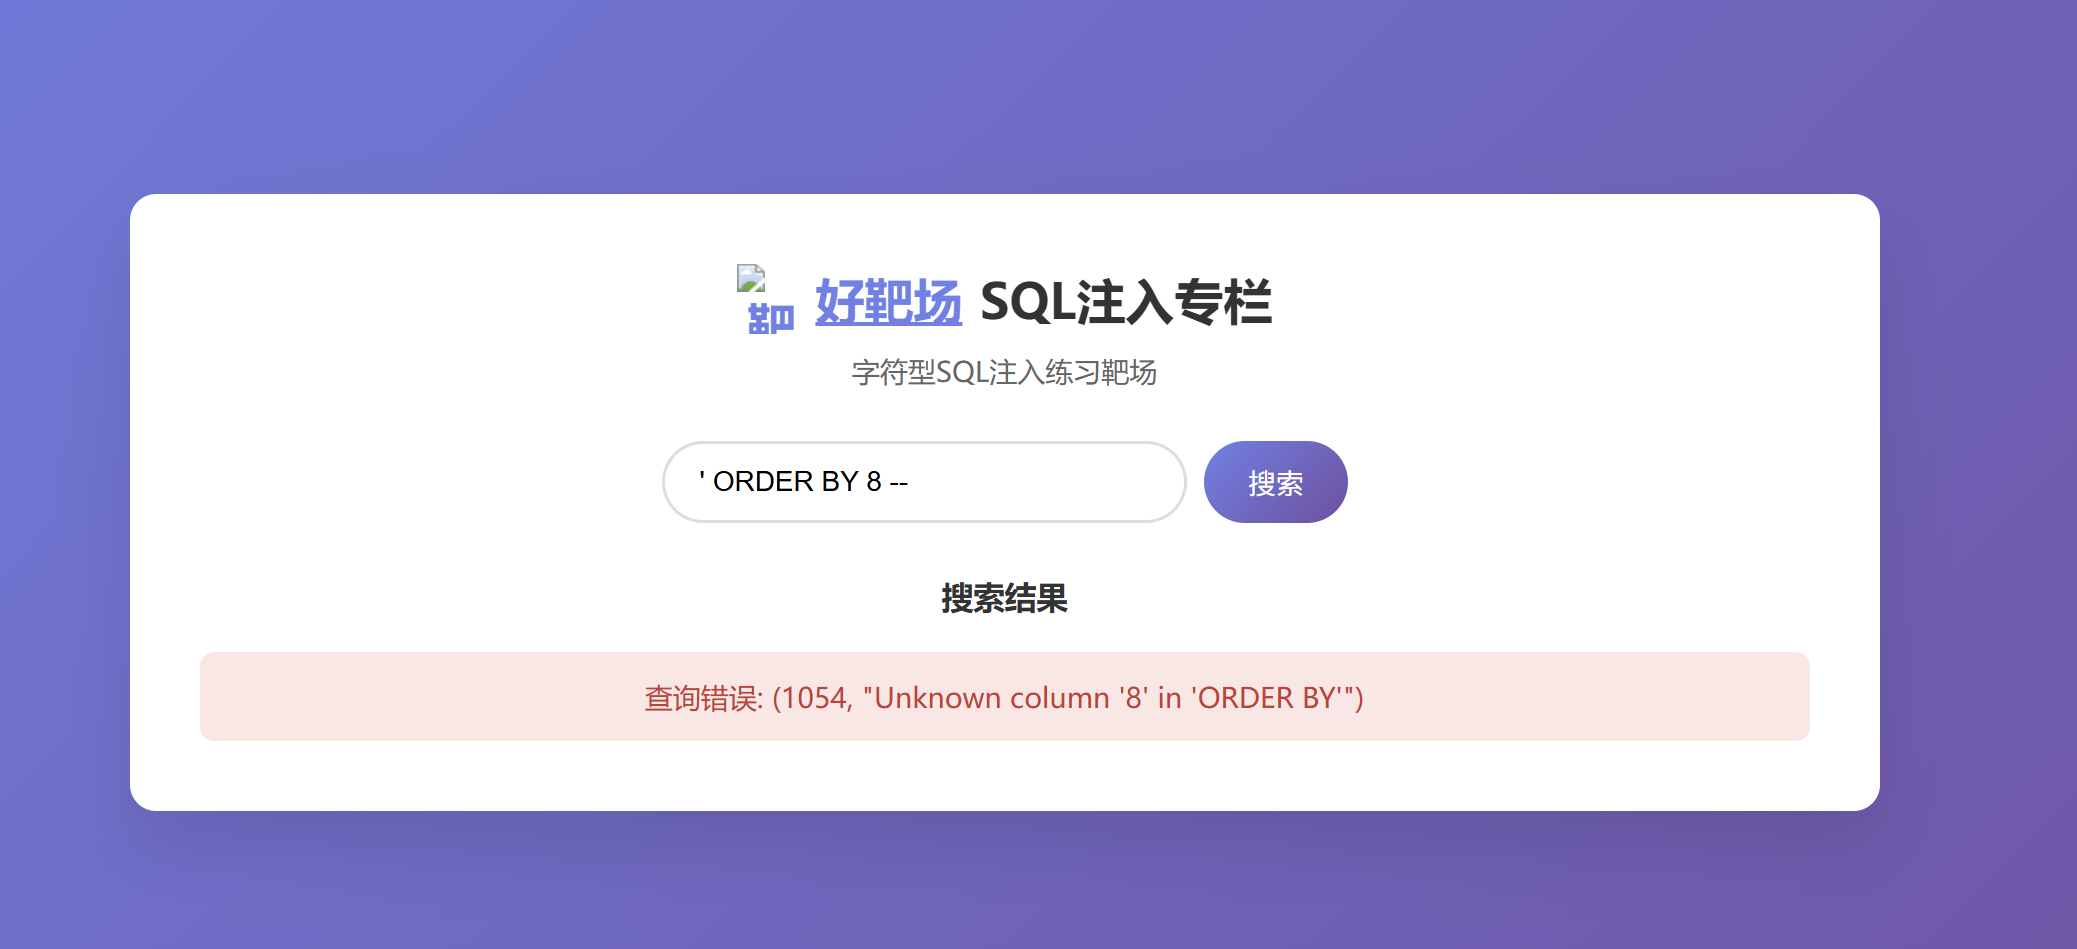 靶 好靶场 SQL注入专栏
字符型SQL注入练习靶场
' ORDER BY 8 --
搜索
搜索结果
查询错误: (1054, "Unknown column '8' in 'ORDER BY'")